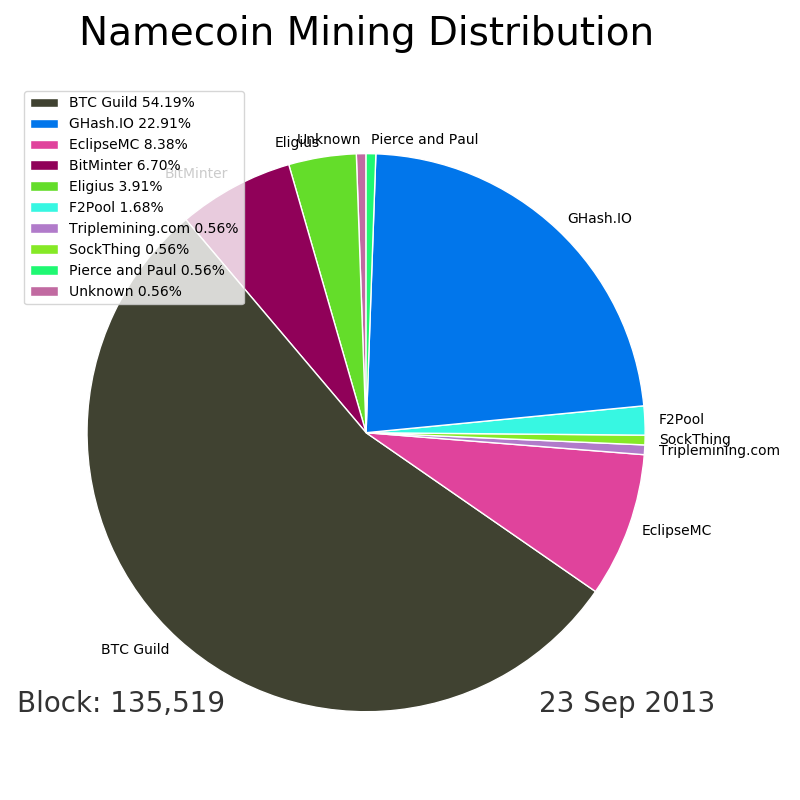 Namecoin Mining Distribution
BTC Guild 54.19%
GHash.IO 22.91%
EclipseMC 8.38%
BitMinter 6.70%
Eligius 3.91%
F2Pool 1.68%
Triplemining.com 0.56%
SockThing 0.56%
Pierce and Paul 0.56%
Unknown 0.56%
BitMinter
Eligius
Unknown
Pierce and Paul
GHash.IO
F2Pool
SockThing
Triplemining.com
EclipseMC
BTC Guild
Block: 135,519
23 Sep 2013